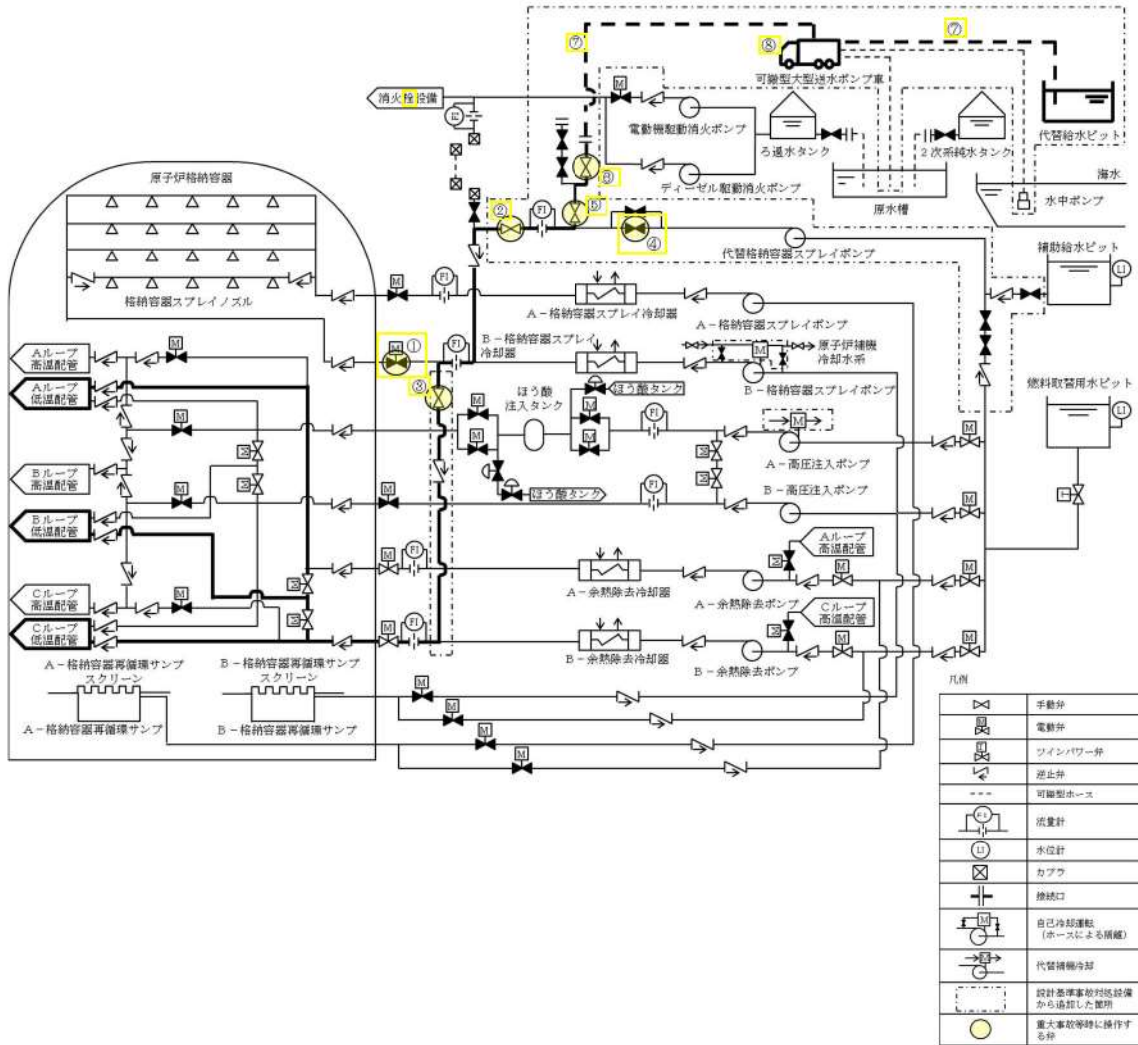 ⑦
⑦
⑧
可搬型大型送水ポンプ車
代替給水ピット
消火栓設備
FI
M
電動機駆動消火ポンプ
ろ過水タンク
2次系純水タンク
ディーゼル駆動消火ポンプ
原水槽
海水
水中ポンプ
⑥
⑤
②
FI
④
代替格納容器スプレイポンプ
補助給水ピット
LI
原子炉格納容器
格納容器スプレイノズル
M
FI
A-格納容器スプレイ冷却器
A-格納容器スプレイポンプ
B-格納容器スプレイ
冷却器
①
M
FI
③
M
原子炉補機
冷却水系
B-格納容器スプレイポンプ
燃料取替用水ピット
LI
Aループ
高温配管
M
Aループ
低温配管
M
M
M
ほう酸
注入タンク
ほう酸タンク
M
M
FI
M
A-高圧注入ポンプ
M
M
M
M
M
ほう酸タンク
Bループ
高温配管
M
M
FI
B-高圧注入ポンプ
M
T
Bループ
低温配管
Aループ
高温配管
M
FI
M
M
M
A-余熱除去冷却器
A-余熱除去ポンプ
M
Cループ
高温配管
M
M
Cループ
高温配管
Cループ
低温配管
M
FI
M
M
M
B-余熱除去冷却器
B-余熱除去ポンプ
A-格納容器再循環サンプ
スクリーン
B-格納容器再循環サンプ
スクリーン
A-格納容器再循環サンプ
B-格納容器再循環サンプ
M
M
M
M
凡例
手動弁
M
電動弁
T
ツインパワー弁
逆止弁
可搬型ホース
FI
流量計
LI
水位計
カプラ
接続口
M
自己冷却運転
(ホースによる隔離)
M
代替補機冷却
設計基準事故対処設備
から追加した箇所
重大事故等時に操作す
る弁